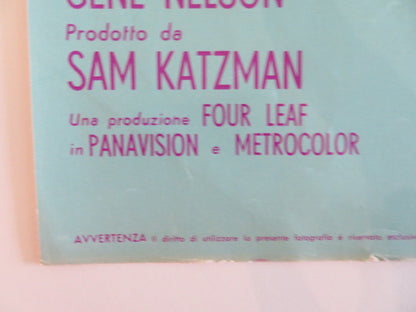 GENE NELSON
Prodotto da
SAM KATZMAN
Una produzione FOUR LEAF
in PANAVISION e METROCOLOR
AVVERTENZA Il diritto di utilizzare la presente fotografia è riservato esclusiv